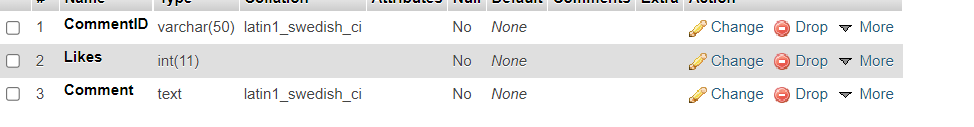 # Name Type Collation Attributes Null Default Comments Extra Action
1 CommentID varchar(50) latin1_swedish_ci No None Change Drop More
2 Likes int(11) No None Change Drop More
3 Comment text latin1_swedish_ci No None Change Drop More